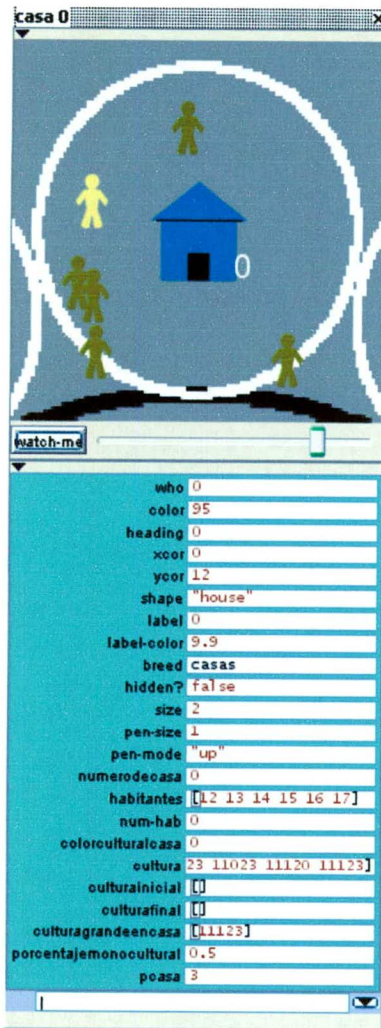 casa 0
0
watch-me
who 0
color 95
heading 0
xcor 0
ycor 12
shape "house"
label 0
label-color 9.9
breed casas
hidden? false
size 2
pen-size 1
pen-mode "up"
numerodecasa 0
habitantes [12 13 14 15 16 17]
num-hab 0
colorculturalcasa 0
cultura 23 11023 11120 11123]
culturainicial []
culturafinal []
culturagrandeencasa [11123]
porcentajemonocultural 0.5
pcasa 3